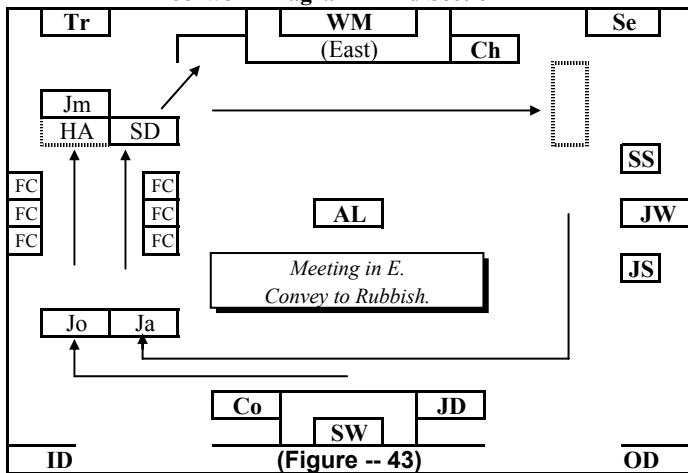 Tr WM Se
(East) Ch
Jm
HA SD
SS
FC FC
FC FC AL JW
FC FC
Meeting in E. JS
Convey to Rubbish.
Jo Ja
Co JD
SW
ID (Figure -- 43) OD